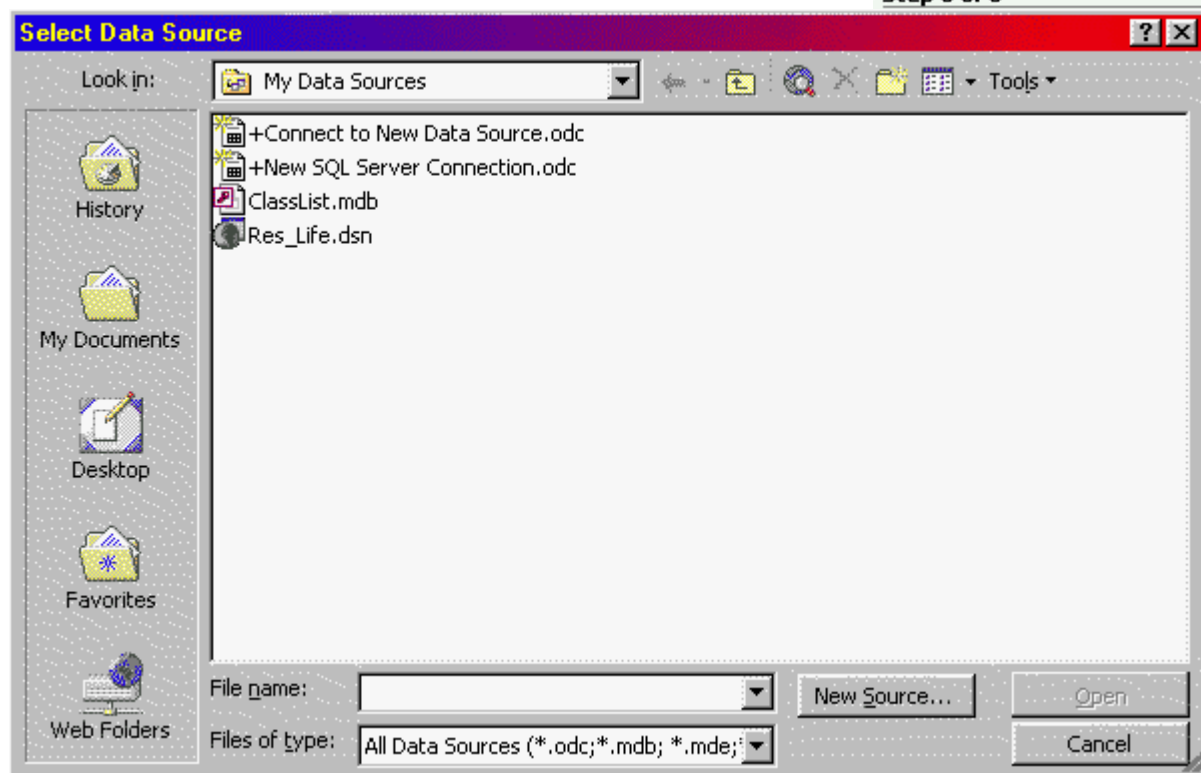 Select Data Source
Look in:
My Data Sources
Tools
+Connect to New Data Source.odc
+New SQL Server Connection.odc
ClassList.mdb
Res_Life.dsn
History
My Documents
Desktop
Favorites
Web Folders
File name:
New Source...
Open
Files of type:
All Data Sources (*.odc;*.mdb; *.mde;
Cancel